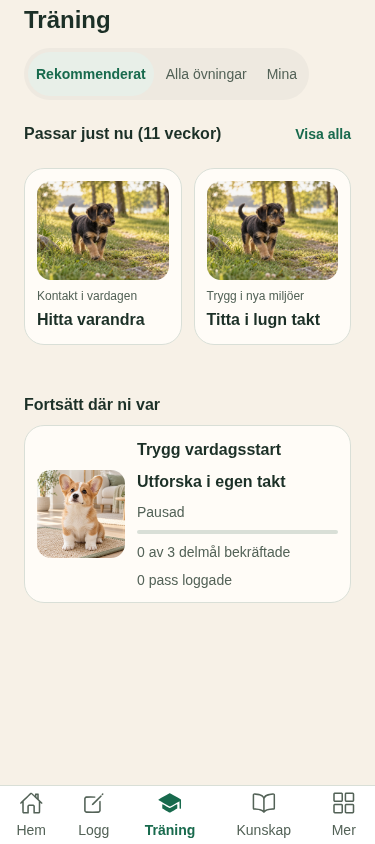 Träning
Rekommenderat Alla övningar Mina
Passar just nu (11 veckor) Visa alla
Kontakt i vardagen
Hitta varandra
Trygg i nya miljöer
Titta i lugn takt
Fortsätt där ni var
Trygg vardagsstart
Utforska i egen takt
Pausad
0 av 3 delmål bekräftade
0 pass loggade
Hem Logg Träning Kunskap Mer